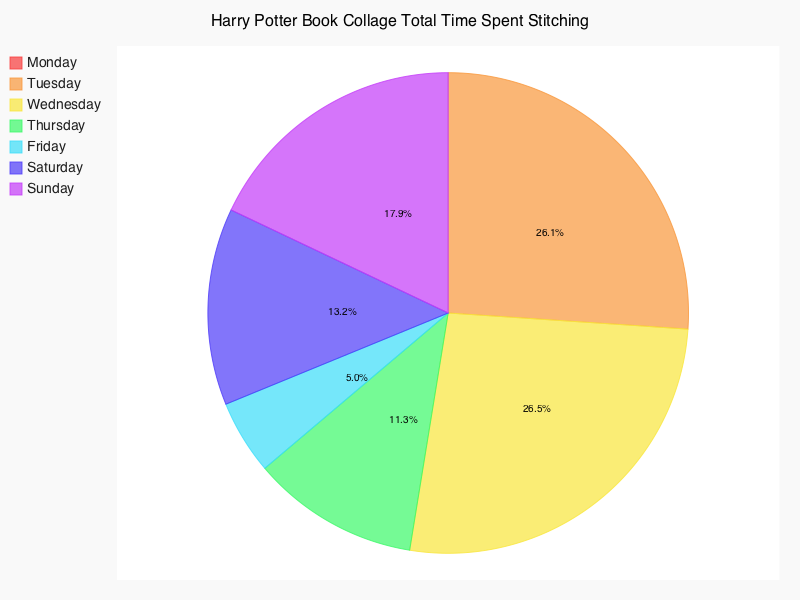 Harry Potter Book Collage Total Time Spent Stitching
Monday
Tuesday
Wednesday
Thursday
Friday
Saturday
Sunday
17.9%
26.1%
13.2%
5.0%
11.3%
26.5%